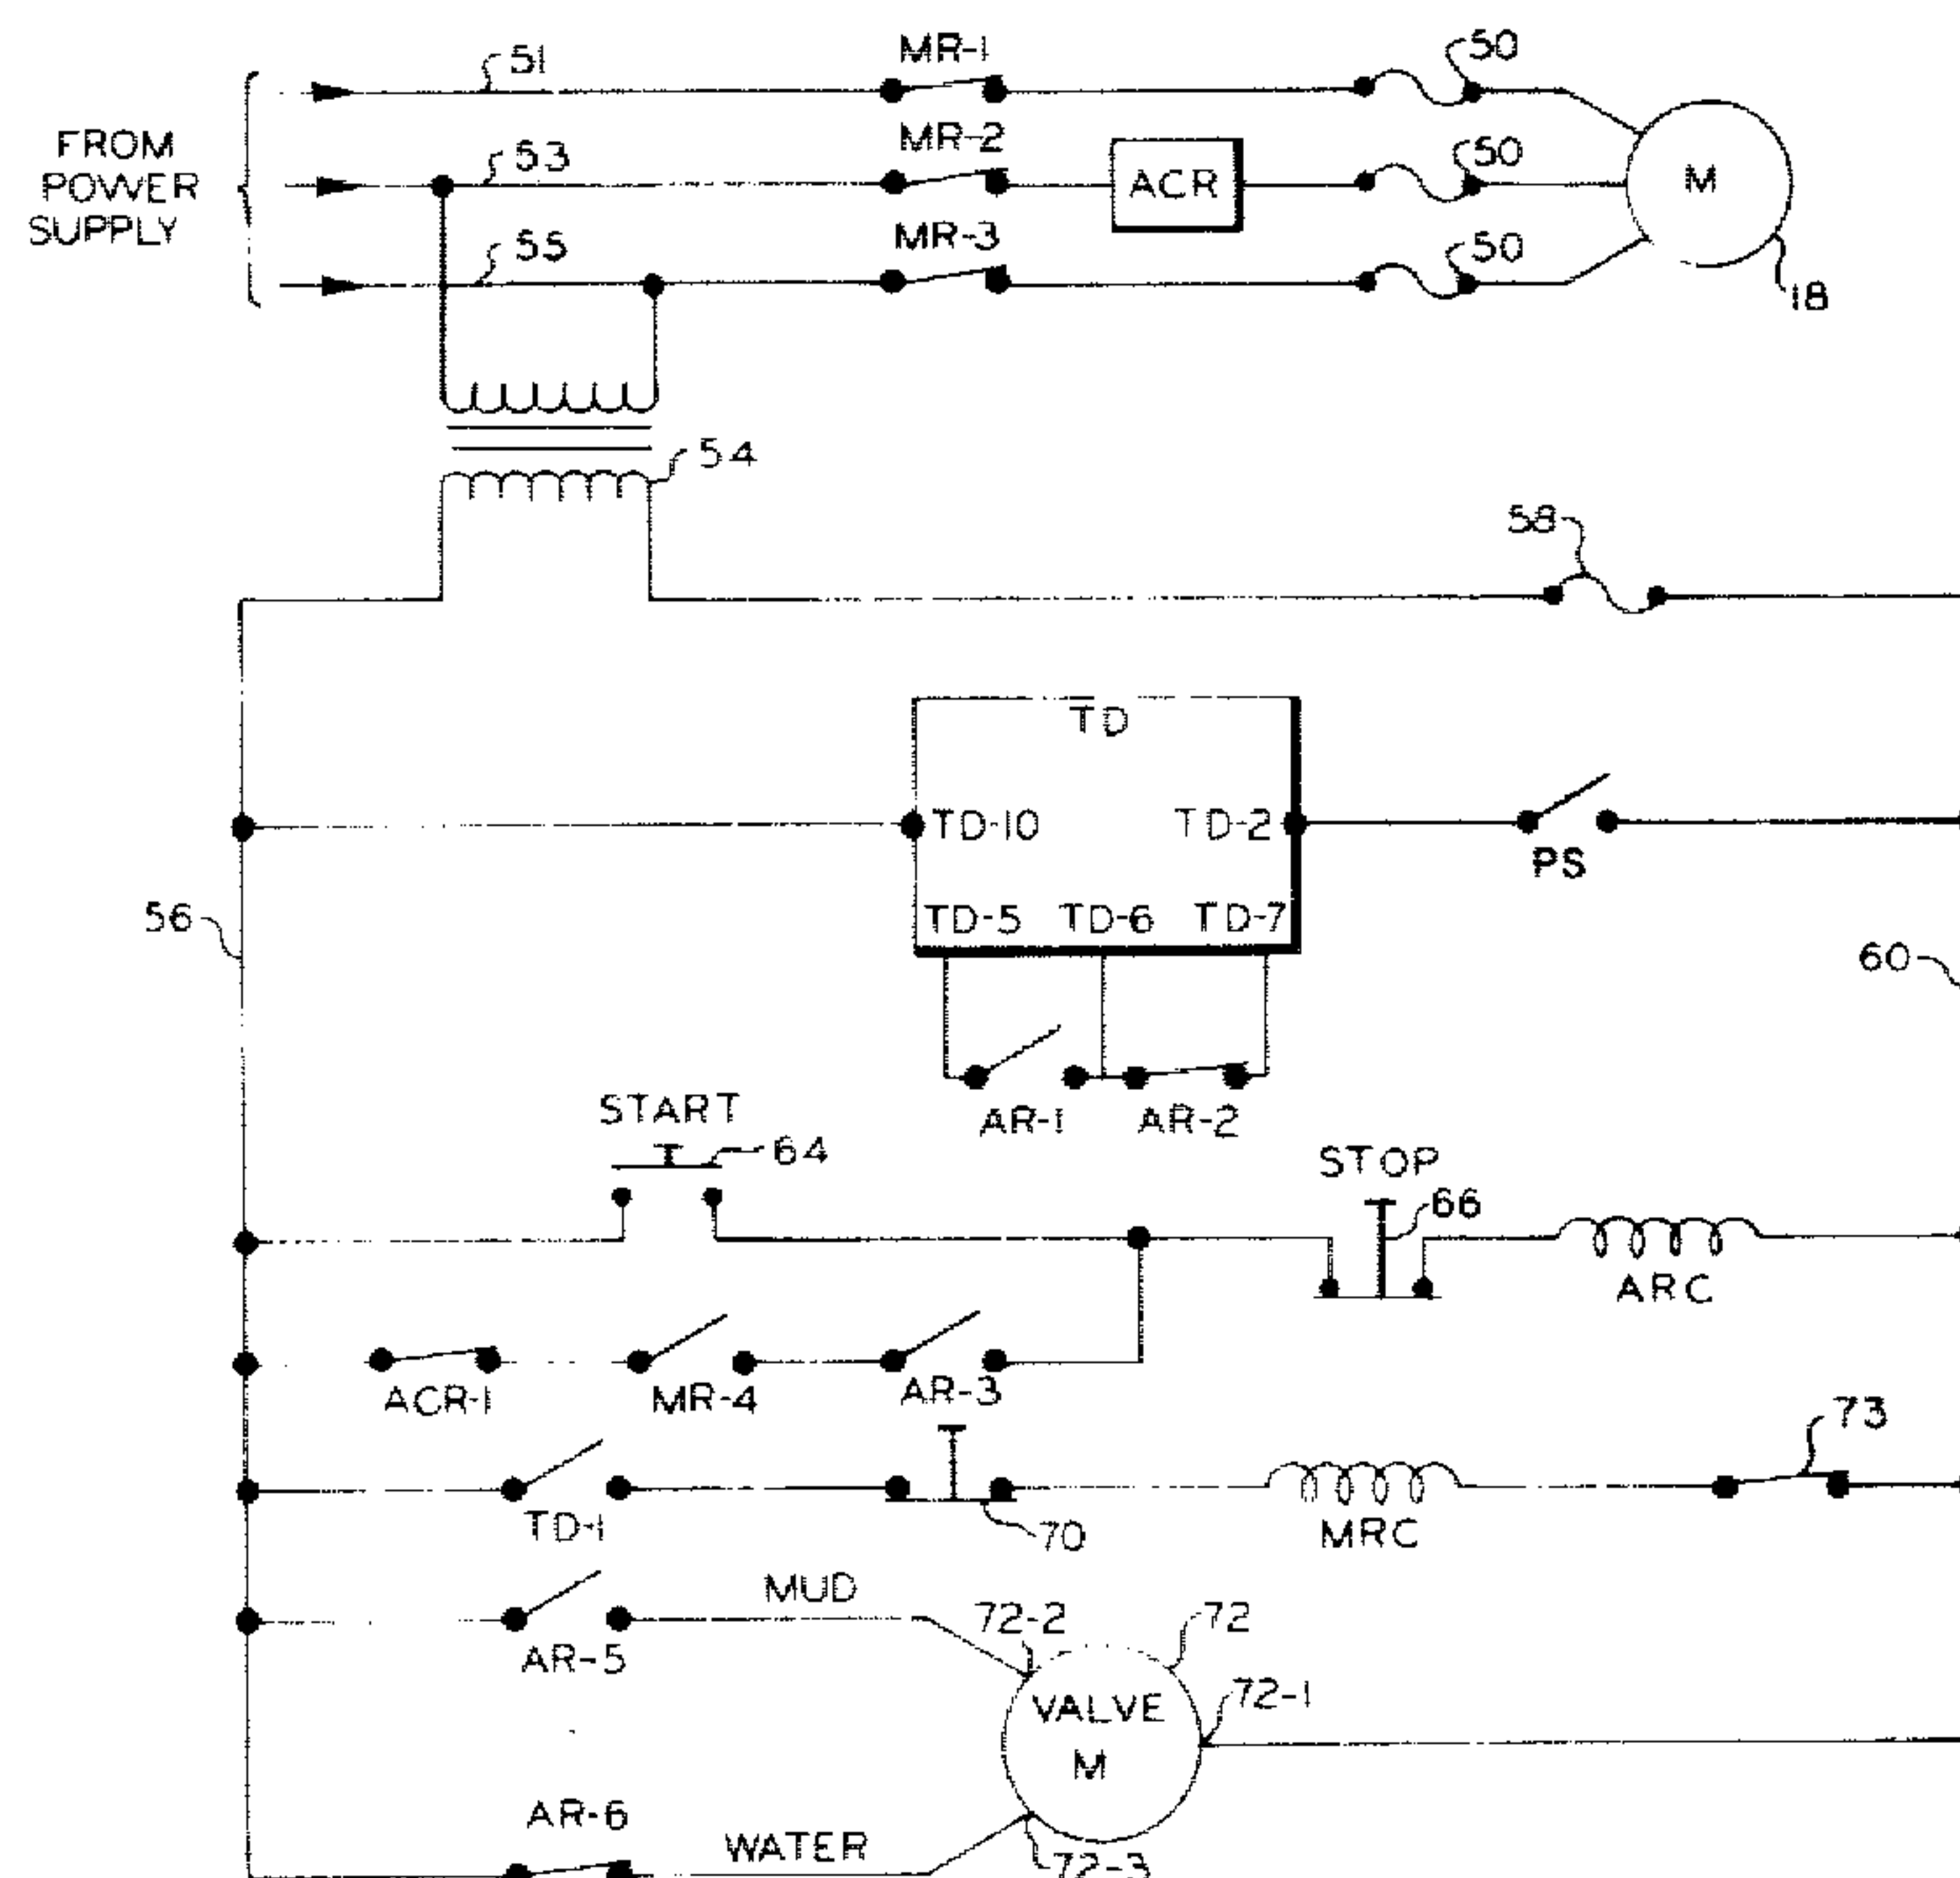 51
MR-1
50
FROM
POWER
SUPPLY
53
MR-2
ACR
50
M
55
MR-3
50
18
54
58
TD
TD-10
TD-2
PS
56
TD-5
TD-6
TD-7
60
AR-1
AR-2
START
64
STOP
66
ARC
ACR-1
MR-4
AR-3
73
TD-1
70
MRC
MUD
72-2
72
AR-5
72-1
VALVE
M
AR-6
WATER
72-3